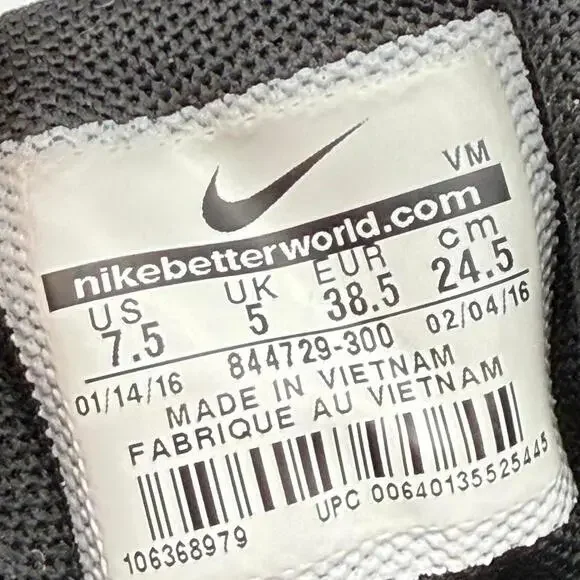 VM
nikebetterworld.com
US UK EUR cm
7.5 5 38.5 24.5
01/14/16 844729-300 02/04/16
MADE IN VIETNAM
FABRIQUE AU VIETNAM
106368979 UPC 00640135525445